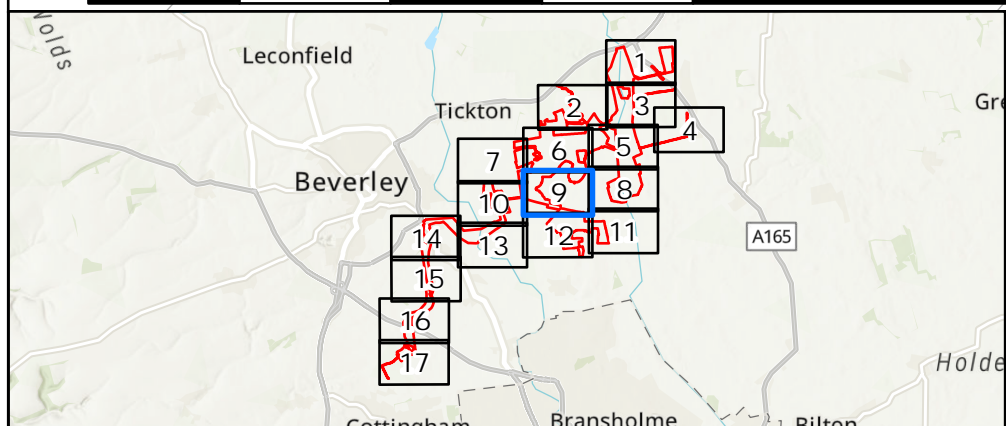 Wolds
Leconfield
1
Tickton
2
3
Gre
4
5
6
7
Beverley
8
9
10
11
12
13
14
A165
15
16
17
Holde
Cottingham
Bransholme
Bilton